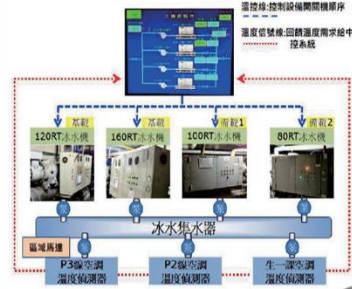 溫控線:控制設備開關機順序
溫度信號線:回饋溫度需求給中
控系統
基載
基載
備載1
備載2
120RT冰水機
160RT冰水機
100RT冰水機
80RT冰水機
冰水集水器
區域馬達
P3線空調
溫度偵測器
P2線空調
溫度偵測器
生一課空調
溫度偵測器